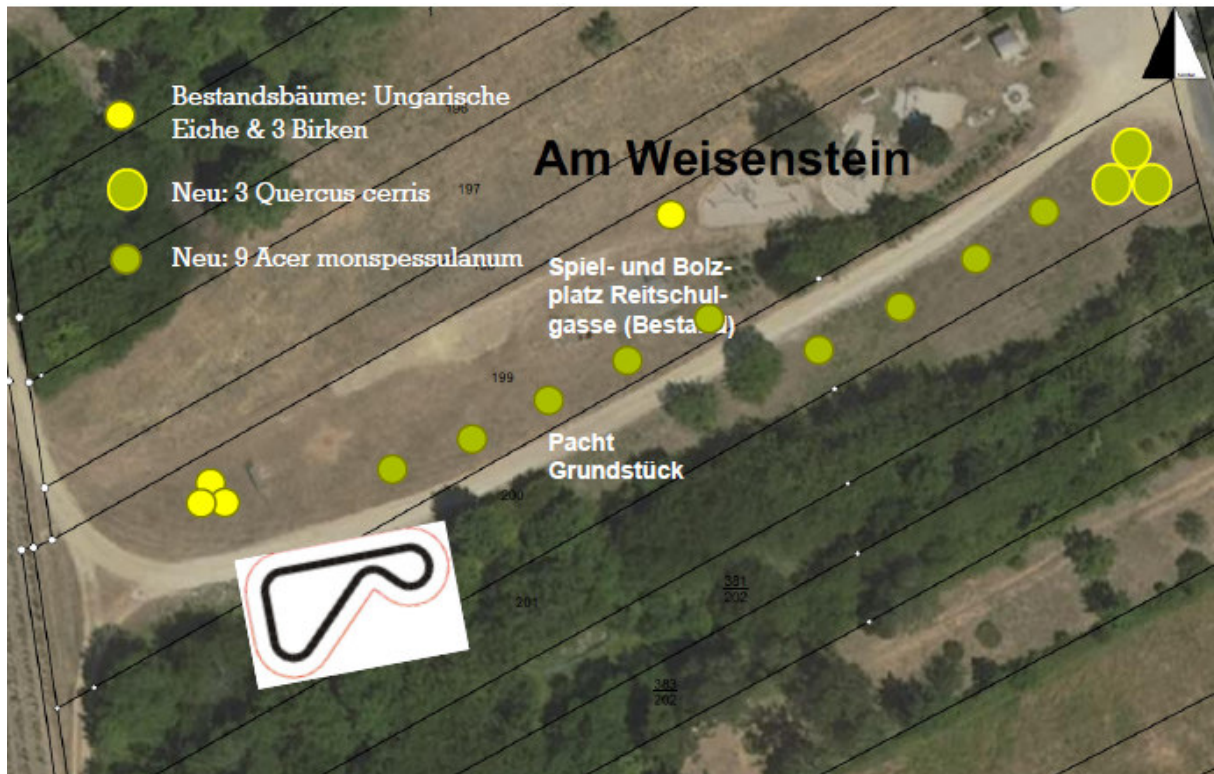 Bestandsbäume: Ungarische
Eiche & 3 Birken
Neu: 3 Quercus cerris
Neu: 9 Acer monspessulanum
196
197
Am Weisenstein
Spiel- und Bolz-
platz Reitschul-
gasse (Bestand)
199
Pacht
Grundstück
200
201
381
202
383
202